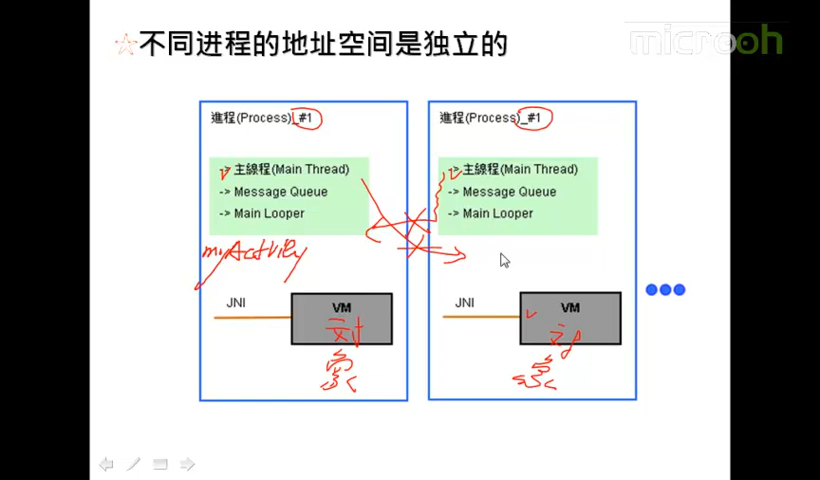 ☆不同进程的地址空间是独立的
microoh
進程(Process)_#1
-> 主線程(Main Thread)
-> Message Queue
-> Main Looper
myActivity
JNI
VM
对
象
進程(Process)_#1
-> 主線程(Main Thread)
-> Message Queue
-> Main Looper
JNI
VM
对
象